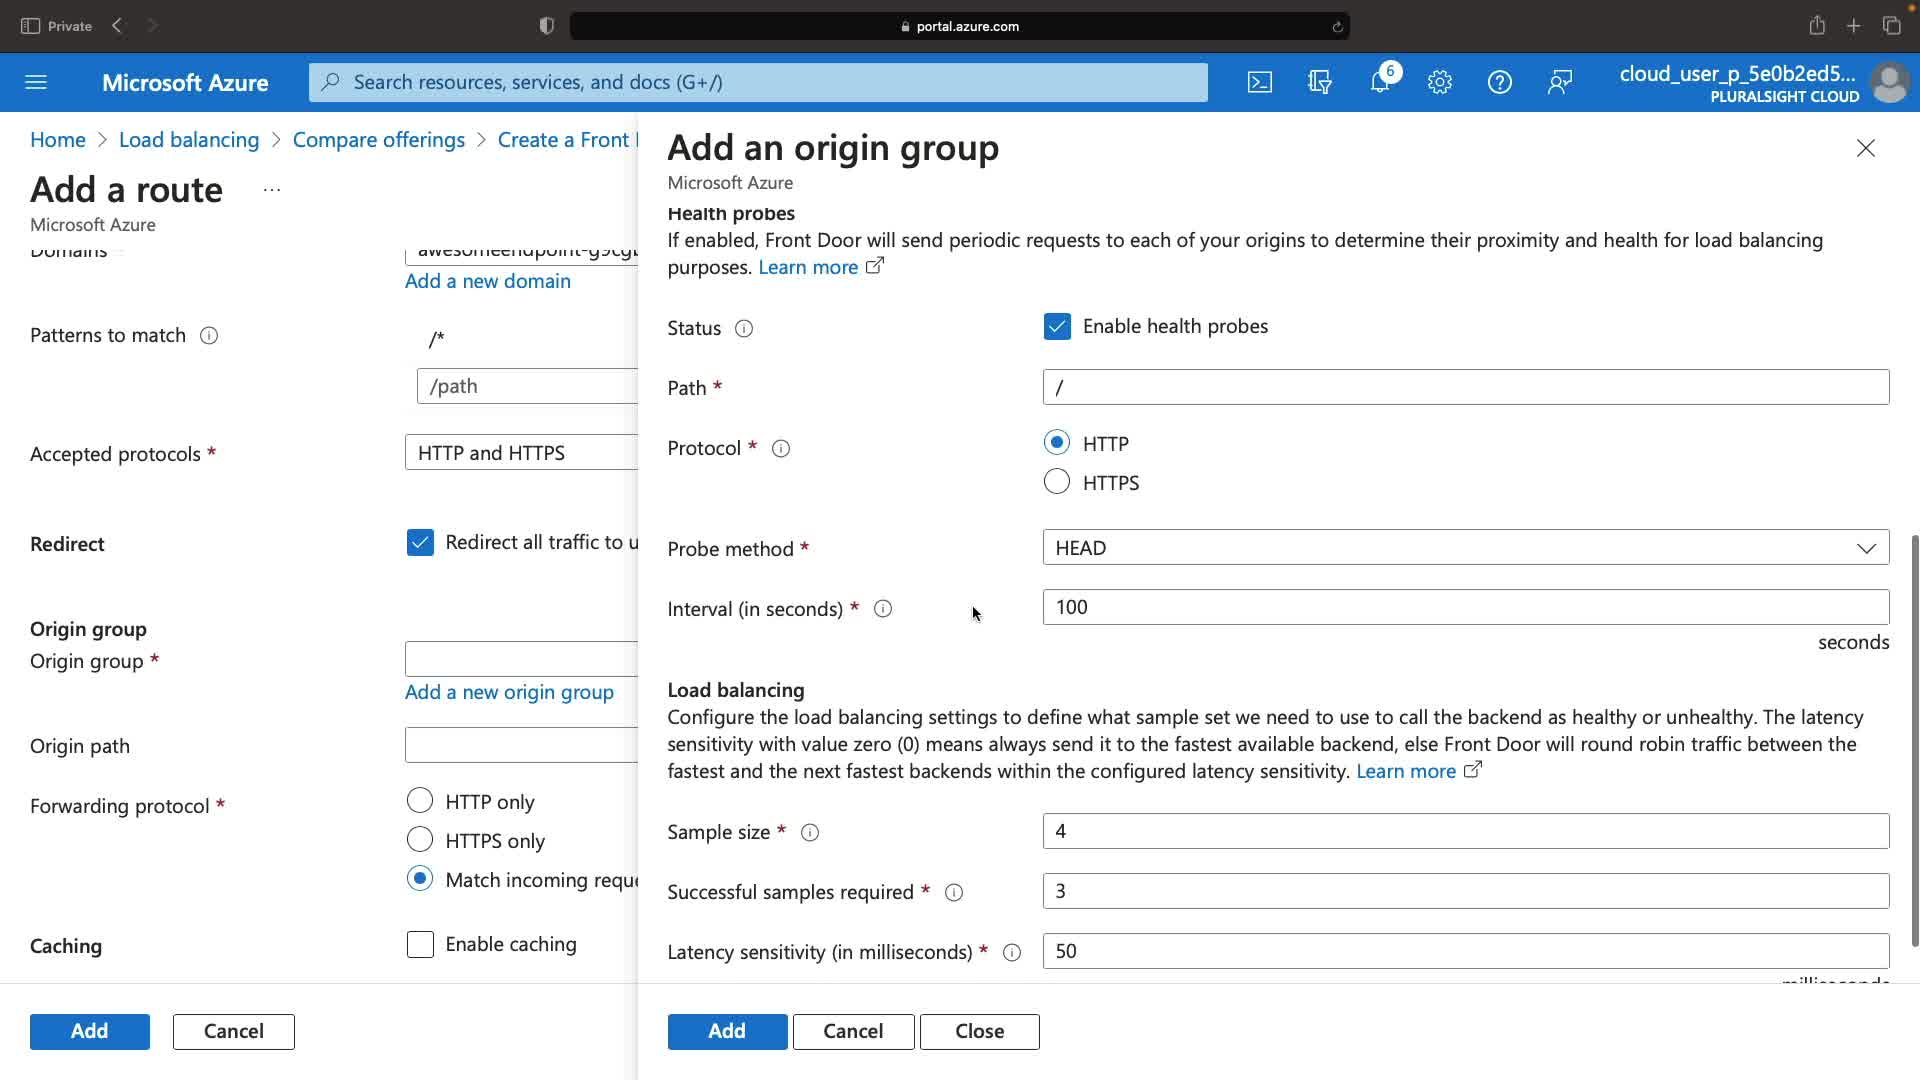 Private
portal.azure.com
Microsoft Azure
Search resources, services, and docs (G+/)
6
cloud_user_p_5e0b2ed5...
PLURALSIGHT CLOUD
Home > Load balancing > Compare offerings > Create a Front
Add a route ...
Microsoft Azure
Domains
Add a new domain
Patterns to match
/*
/path
Accepted protocols *
HTTP and HTTPS
Redirect
Redirect all traffic to u
Origin group
Origin group *
Add a new origin group
Origin path
Forwarding protocol *
HTTP only
HTTPS only
Match incoming reque
Caching
Enable caching
Add
Cancel
Add an origin group
Microsoft Azure
Health probes
If enabled, Front Door will send periodic requests to each of your origins to determine their proximity and health for load balancing
purposes. Learn more
Status
Enable health probes
Path *
/
Protocol *
HTTP
HTTPS
Probe method *
HEAD
Interval (in seconds) *
100
seconds
Load balancing
Configure the load balancing settings to define what sample set we need to use to call the backend as healthy or unhealthy. The latency
sensitivity with value zero (0) means always send it to the fastest available backend, else Front Door will round robin traffic between the
fastest and the next fastest backends within the configured latency sensitivity. Learn more
Sample size *
4
Successful samples required *
3
Latency sensitivity (in milliseconds) *
50
milliseconds
Add
Cancel
Close